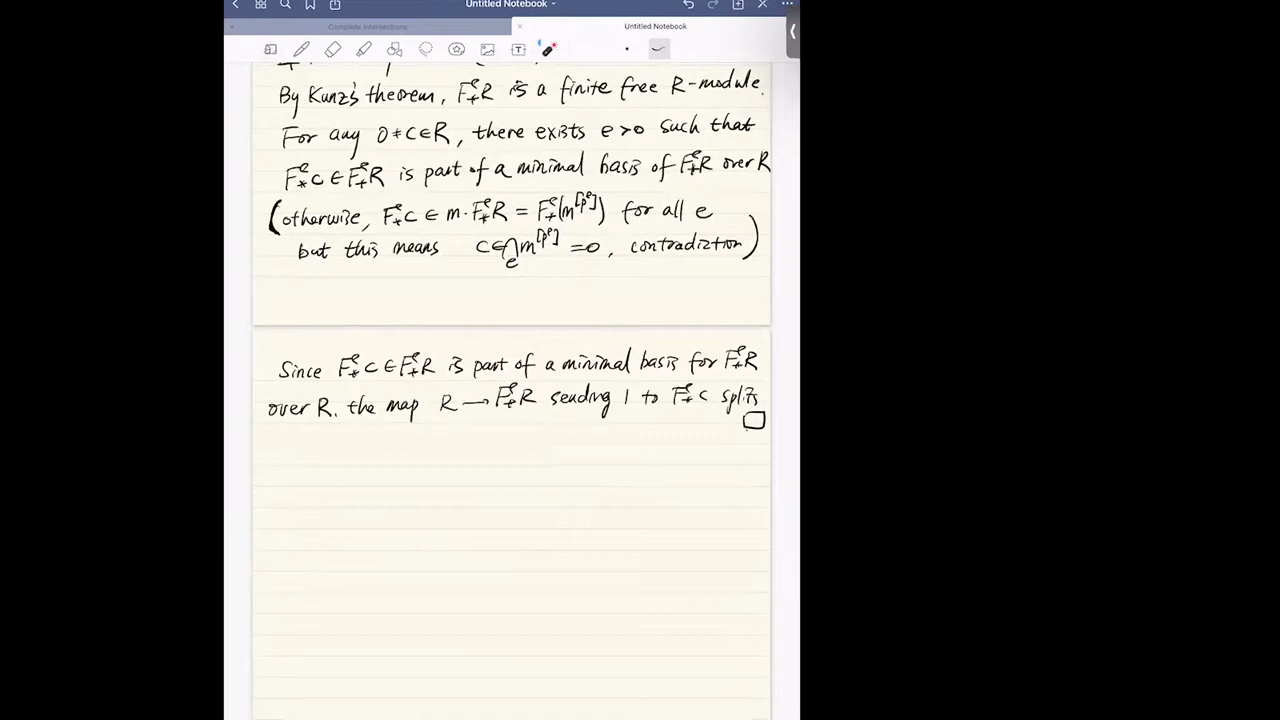 Untitled Notebook
Complete Intersections
Untitled Notebook
By Kunz's theorem, F^e_*R is a finite free R-module.
For any 0≠c∈R, there exists e>0 such that
F^e_*c ∈ F^e_*R is part of a minimal basis of F^e_*R over R
(otherwise, F^e_*c ∈ m·F^e_*R = F^e_*(m^[p^e]) for all e
but this means c∈⋂_e m^[p^e] = 0, contradiction)
Since F^e_*c ∈ F^e_*R is part of a minimal basis for F^e_*R
over R, the map R → F^e_*R sending 1 to F^e_*c splits
□